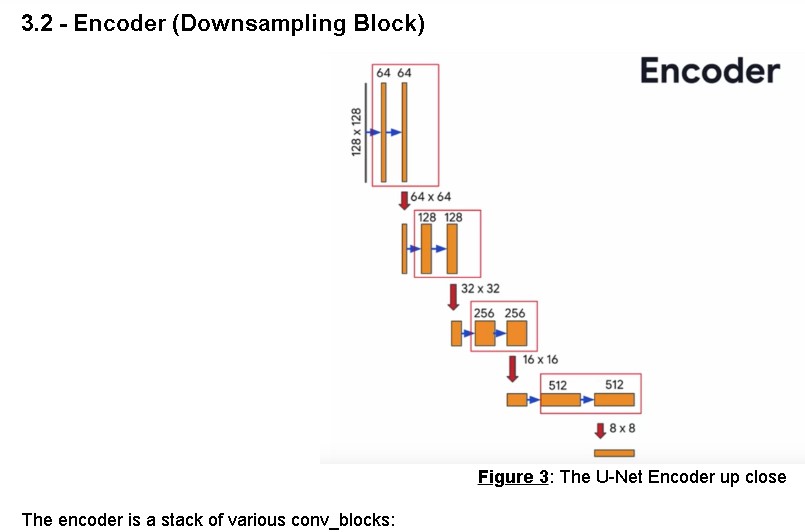 3.2 - Encoder (Downsampling Block)
Encoder
64 64
128 x 128
64 x 64
128 128
32 x 32
256 256
16 x 16
512 512
8 x 8
Figure 3: The U-Net Encoder up close
The encoder is a stack of various conv_blocks: